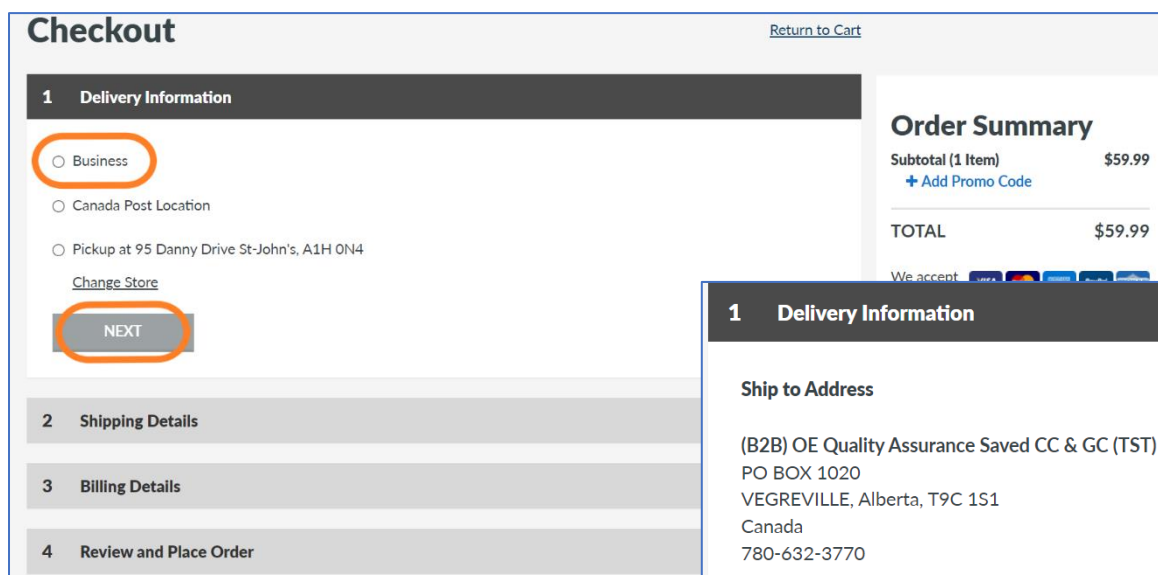 Checkout
Return to Cart
1 Delivery Information
Business
Canada Post Location
Pickup at 95 Danny Drive St-John's, A1H 0N4
Change Store
NEXT
2 Shipping Details
3 Billing Details
4 Review and Place Order
Order Summary
Subtotal (1 Item) $59.99
+ Add Promo Code
TOTAL $59.99
We accept
1 Delivery Information
Ship to Address
(B2B) OE Quality Assurance Saved CC & GC (TST)
PO BOX 1020
VEGREVILLE, Alberta, T9C 1S1
Canada
780-632-3770